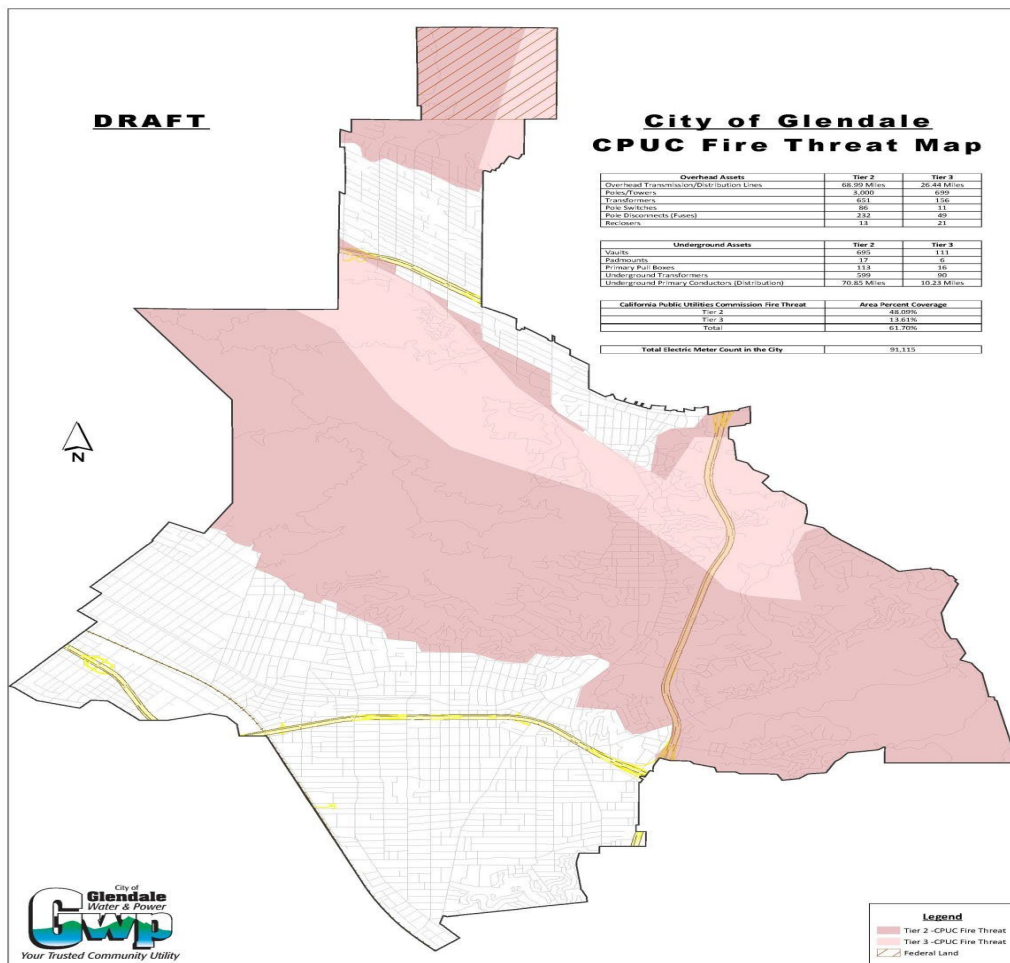 DRAFT
City of Glendale
CPUC Fire Threat Map
Overhead Assets Tier 2 Tier 3
Overhead Transmission/Distribution Lines 68.99 Miles 26.44 Miles
Poles/Towers 3,000 699
Transformers 651 156
Pole Switches 86 11
Pole Disconnects (Fuses) 232 49
Reclosers 13 21
Underground Assets Tier 2 Tier 3
Vaults 695 111
Padmounts 17 6
Primary Pull Boxes 113 16
Underground Transformers 599 90
Underground Primary Conductors (Distribution) 70.85 Miles 10.23 Miles
California Public Utilities Commission Fire Threat Area Percent Coverage
Tier 2 48.09%
Tier 3 13.61%
Total 61.70%
Total Electric Meter Count in the City 91,115
N
City of
Glendale
Water & Power
GWP
Your Trusted Community Utility
Legend
Tier 2 -CPUC Fire Threat
Tier 3 -CPUC Fire Threat
Federal Land